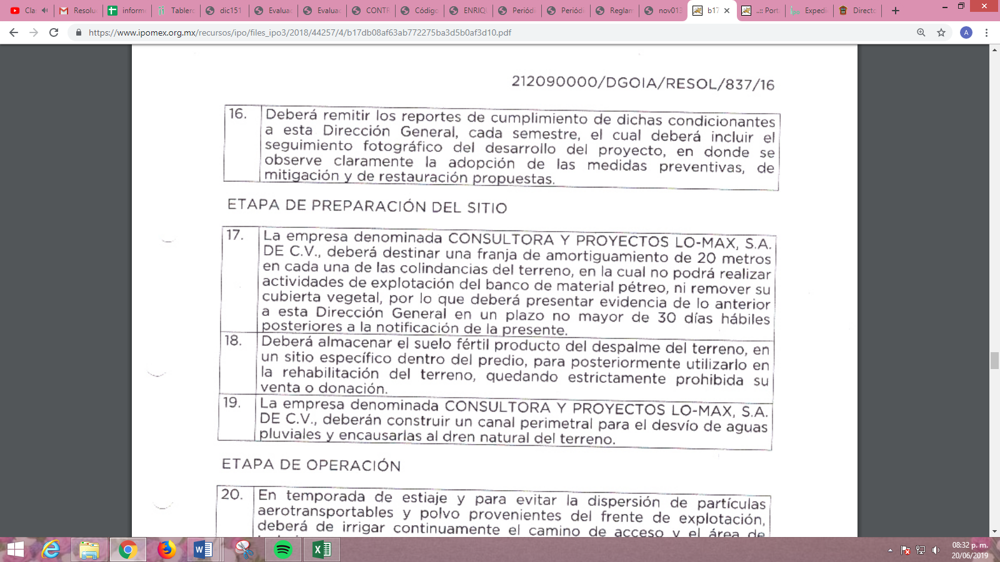 Cla
Resolu
inform
Tablero
dic151
Evaluac
Evaluac
CONTR
Código
ENRIQU
Periód
Periódi
Reglam
nov013
b17
..:: Port
Expedi
Direct
https://www.ipomex.org.mx/recursos/ipo/files_ipo3/2018/44257/4/b17db08af63ab772275ba3d5b0af3d10.pdf
A
212090000/DGOIA/RESOL/837/16
16. Deberá remitir los reportes de cumplimiento de dichas condicionantes
a esta Dirección General, cada semestre, el cual deberá incluir el
seguimiento fotográfico del desarrollo del proyecto, en donde se
observe claramente la adopción de las medidas preventivas, de
mitigación y de restauración propuestas.
ETAPA DE PREPARACIÓN DEL SITIO
17. La empresa denominada CONSULTORA Y PROYECTOS LO-MAX, S.A.
DE C.V., deberá destinar una franja de amortiguamiento de 20 metros
en cada una de las colindancias del terreno, en la cual no podrá realizar
actividades de explotación del banco de material pétreo, ni remover su
cubierta vegetal, por lo que deberá presentar evidencia de lo anterior
a esta Dirección General en un plazo no mayor de 30 días hábiles
posteriores a la notificación de la presente.
18. Deberá almacenar el suelo fértil producto del despalme del terreno, en
un sitio específico dentro del predio, para posteriormente utilizarlo en
la rehabilitación del terreno, quedando estrictamente prohibida su
venta o donación.
19. La empresa denominada CONSULTORA Y PROYECTOS LO-MAX, S.A.
DE C.V., deberán construir un canal perimetral para el desvío de aguas
pluviales y encausarlas al dren natural del terreno.
ETAPA DE OPERACIÓN
20. En temporada de estiaje y para evitar la dispersión de partículas
aerotransportables y polvo provenientes del frente de explotación,
deberá de irrigar continuamente el camino de acceso y el área de
08:32 p. m.
20/06/2019